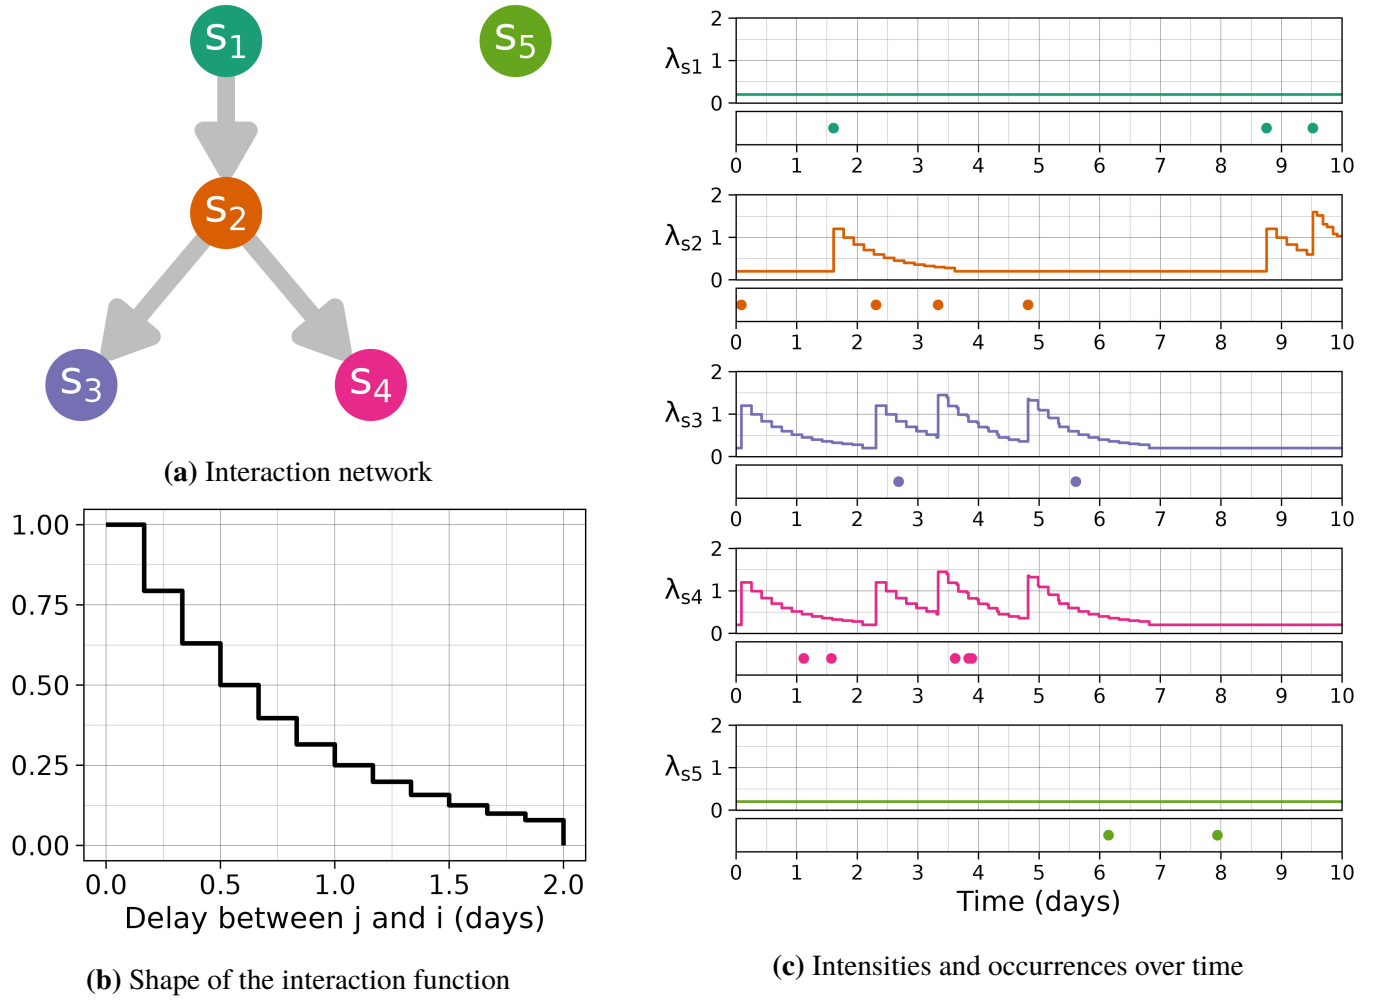 s1
s5
s2
s3
s4
(a) Interaction network
1.00
0.75
0.50
0.25
0.00
0.0 0.5 1.0 1.5 2.0
Delay between j and i (days)
(b) Shape of the interaction function
2
λs1 1
0
0 1 2 3 4 5 6 7 8 9 10
2
λs2 1
0
0 1 2 3 4 5 6 7 8 9 10
2
λs3 1
0
0 1 2 3 4 5 6 7 8 9 10
2
λs4 1
0
0 1 2 3 4 5 6 7 8 9 10
2
λs5 1
0
0 1 2 3 4 5 6 7 8 9 10
Time (days)
(c) Intensities and occurrences over time